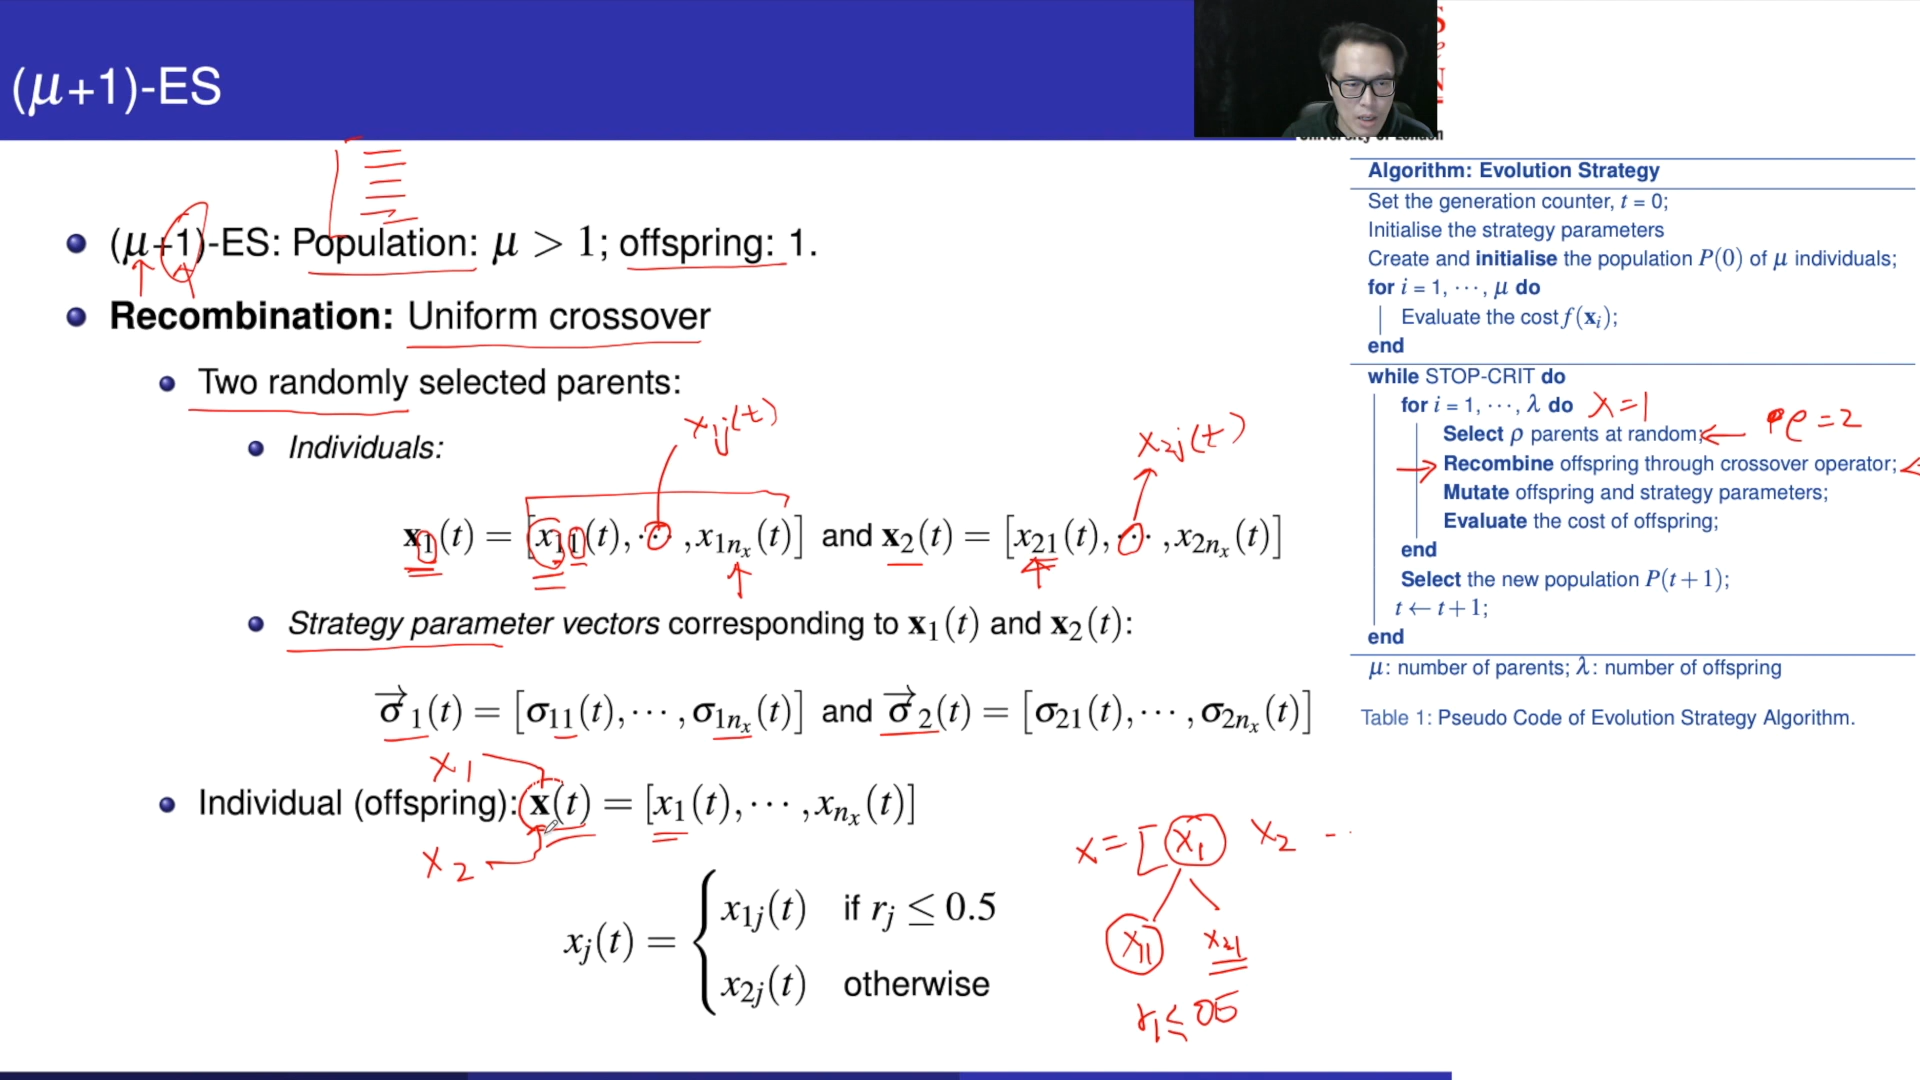 (μ+1)-ES
University of London
(μ+1)-ES: Population: μ > 1; offspring: 1.
Recombination: Uniform crossover
Two randomly selected parents:
Individuals:
x1j(t)
x2j(t)
x1(t) = [x11(t), ··· , x1nx(t)] and x2(t) = [x21(t), ··· , x2nx(t)]
Strategy parameter vectors corresponding to x1(t) and x2(t):
σ⃗1(t) = [σ11(t), ··· , σ1nx(t)] and σ⃗2(t) = [σ21(t), ··· , σ2nx(t)]
x1
Individual (offspring): x(t) = [x1(t), ··· , xnx(t)]
x2
xj(t) = { x1j(t) if rj ≤ 0.5
x2j(t) otherwise
x = [x1 x2 - -
x11 x21
r1 ≤ 05
Algorithm: Evolution Strategy
Set the generation counter, t = 0;
Initialise the strategy parameters
Create and initialise the population P(0) of μ individuals;
for i = 1, ··· , μ do
Evaluate the cost f(xi);
end
while STOP-CRIT do
for i = 1, ··· , λ do λ=1
Select ρ parents at random; ρ = 2
Recombine offspring through crossover operator;
Mutate offspring and strategy parameters;
Evaluate the cost of offspring;
end
Select the new population P(t+1);
t ← t+1;
end
μ: number of parents; λ: number of offspring
Table 1: Pseudo Code of Evolution Strategy Algorithm.